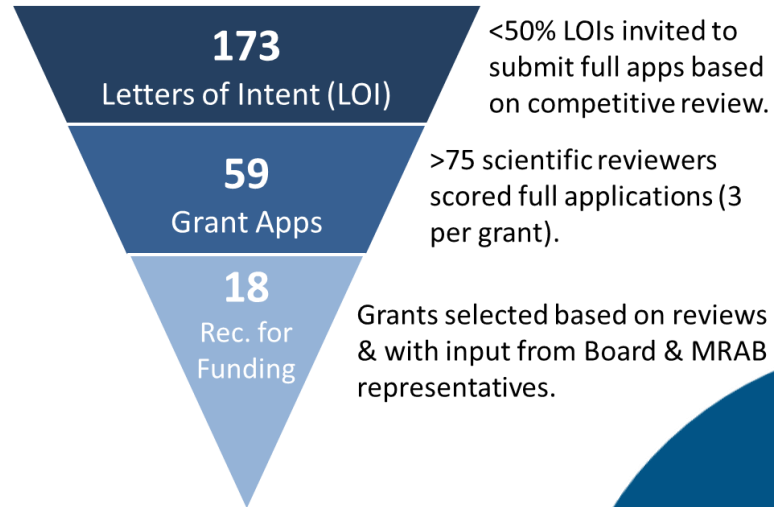 173
Letters of Intent (LOI)
<50% LOIs invited to
submit full apps based
on competitive review.
59
Grant Apps
>75 scientific reviewers
scored full applications (3
per grant).
18
Rec. for
Funding
Grants selected based on reviews
& with input from Board & MRAB
representatives.